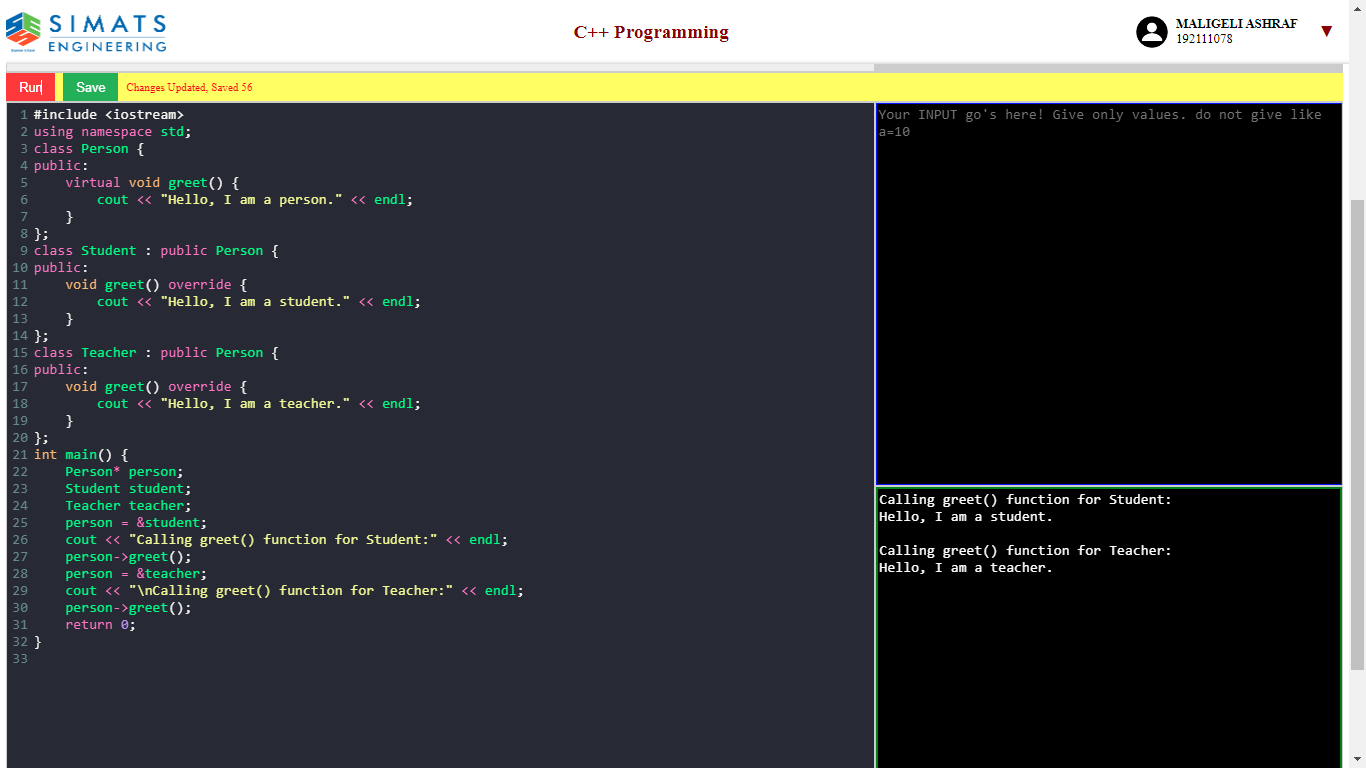 SIMATS
ENGINEERING
C++ Programming
MALIGELI ASHRAF
192111078
▼
Run
Save
Changes Updated, Saved 56
1 #include <iostream>
2 using namespace std;
3 class Person {
4 public:
5     virtual void greet() {
6         cout << "Hello, I am a person." << endl;
7     }
8 };
9 class Student : public Person {
10 public:
11     void greet() override {
12         cout << "Hello, I am a student." << endl;
13     }
14 };
15 class Teacher : public Person {
16 public:
17     void greet() override {
18         cout << "Hello, I am a teacher." << endl;
19     }
20 };
21 int main() {
22     Person* person;
23     Student student;
24     Teacher teacher;
25     person = &student;
26     cout << "Calling greet() function for Student:" << endl;
27     person->greet();
28     person = &teacher;
29     cout << "\nCalling greet() function for Teacher:" << endl;
30     person->greet();
31     return 0;
32 }
33
Your INPUT go's here! Give only values. do not give like
a=10
Calling greet() function for Student:
Hello, I am a student.

Calling greet() function for Teacher:
Hello, I am a teacher.